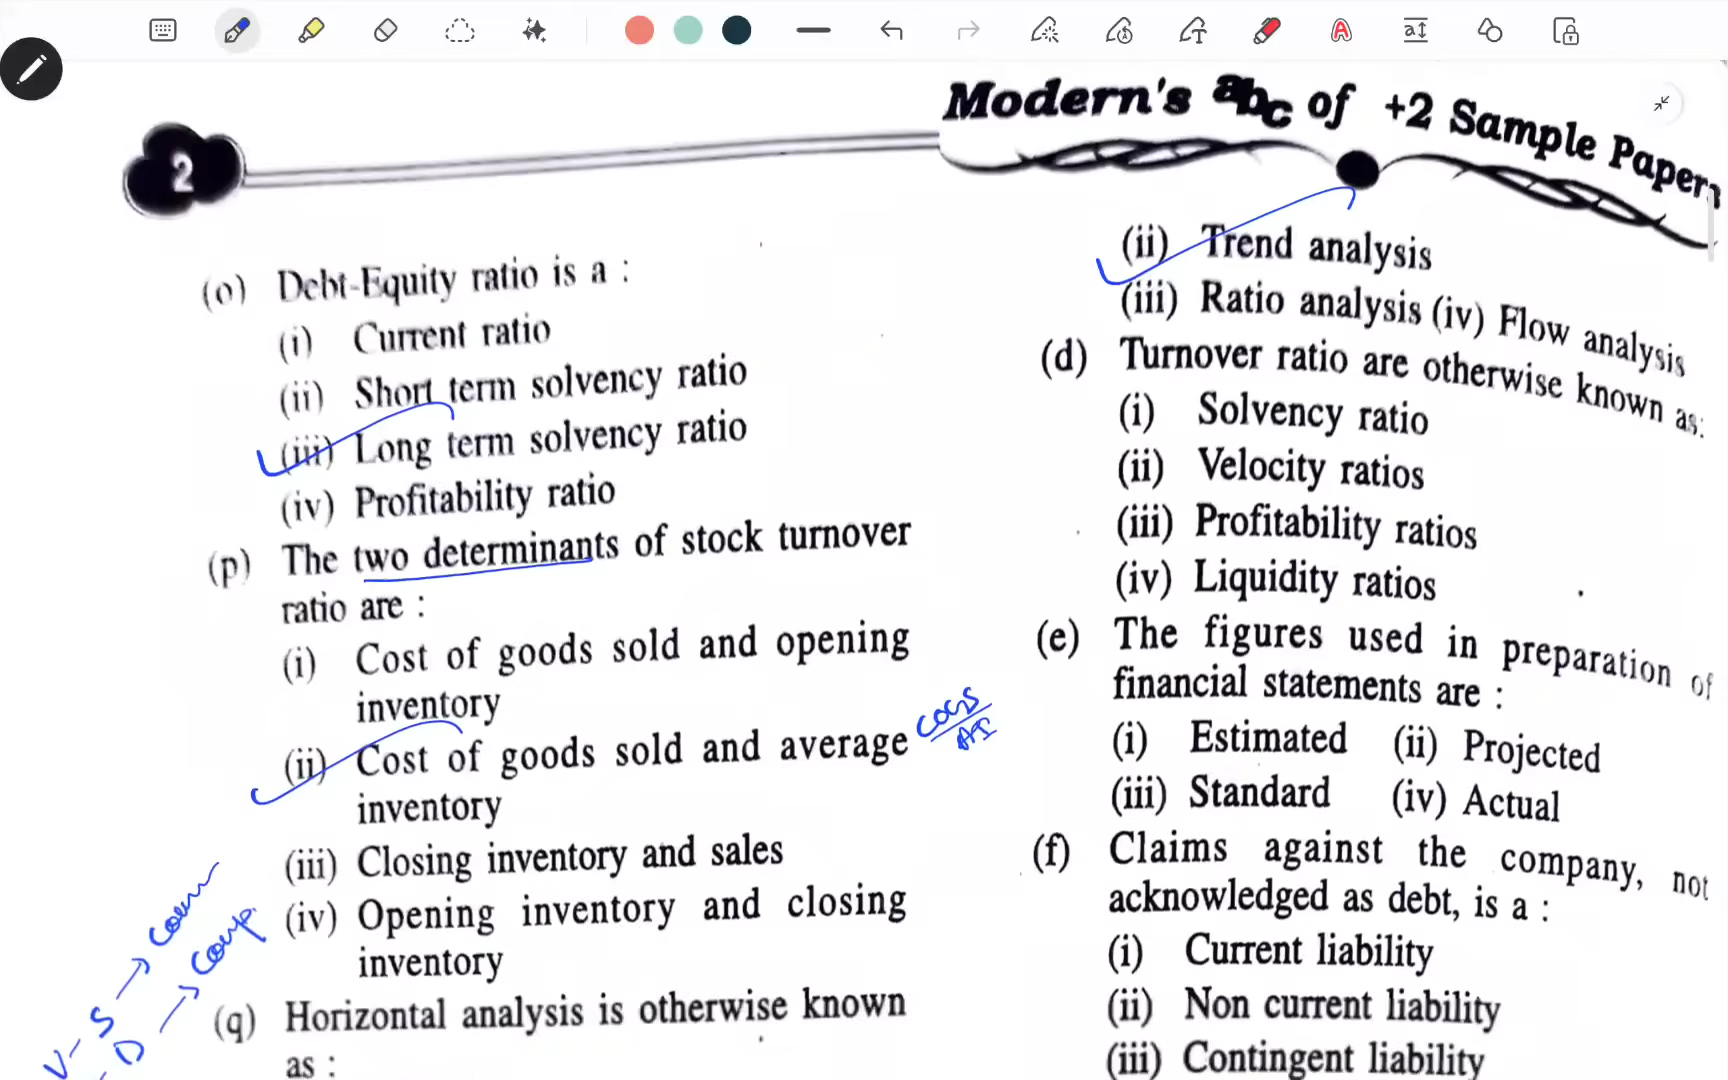 Modern's abc of +2 Sample Papers
2
(o) Debt-Equity ratio is a :
(i) Current ratio
(ii) Short term solvency ratio
(iii) Long term solvency ratio
(iv) Profitability ratio
(p) The two determinants of stock turnover
ratio are :
(i) Cost of goods sold and opening
inventory
(ii) Cost of goods sold and average
inventory
COGS
AI
(iii) Closing inventory and sales
(iv) Opening inventory and closing
inventory
V - S →
- D → Comp.
(q) Horizontal analysis is otherwise known
as :
(ii) Trend analysis
(iii) Ratio analysis (iv) Flow analysis
(d) Turnover ratio are otherwise known as:
(i) Solvency ratio
(ii) Velocity ratios
(iii) Profitability ratios
(iv) Liquidity ratios
(e) The figures used in preparation of
financial statements are :
(i) Estimated (ii) Projected
(iii) Standard (iv) Actual
(f) Claims against the company, not
acknowledged as debt, is a :
(i) Current liability
(ii) Non current liability
(iii) Contingent liability